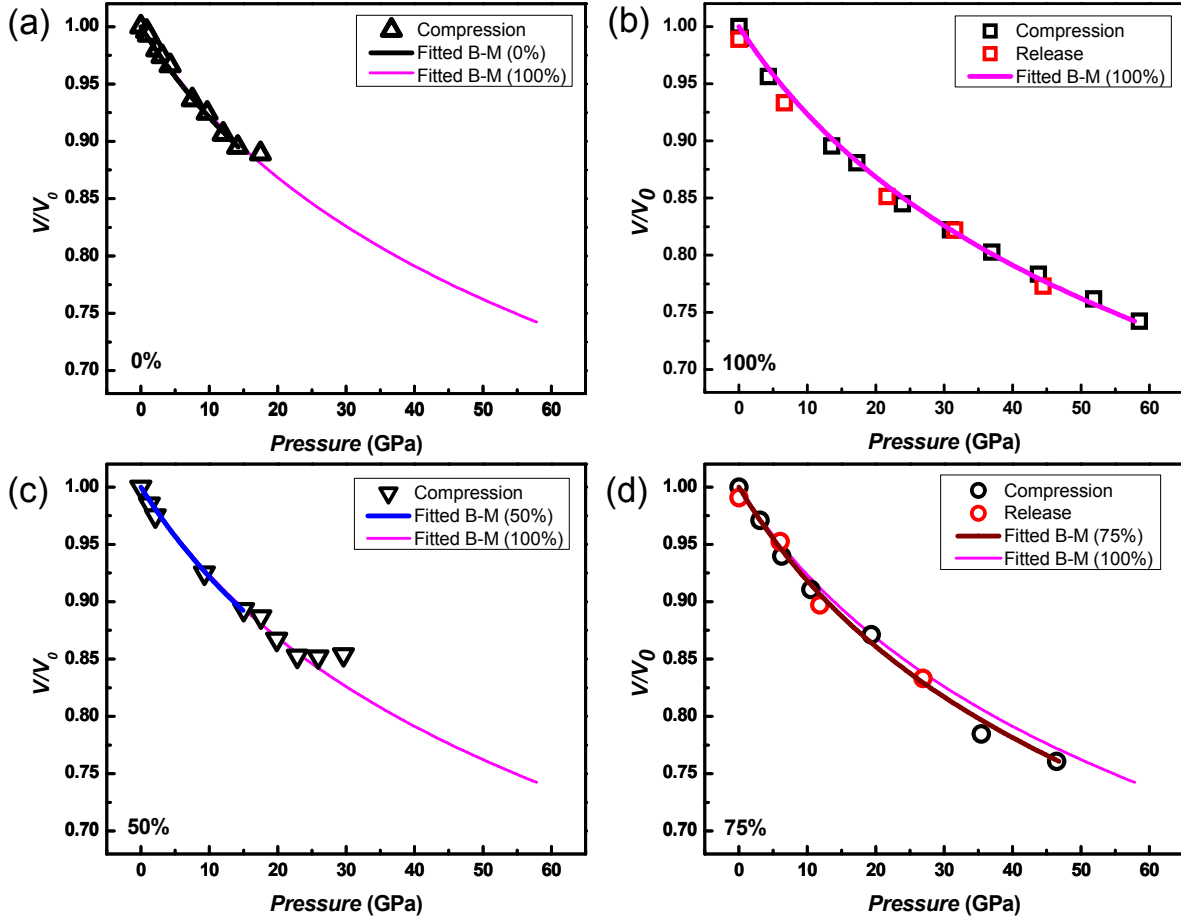 (a)
Compression
Fitted B-M (0%)
Fitted B-M (100%)
1.00
0.95
0.90
0.85
0.80
0.75
0.70
V/V₀
0%
0 10 20 30 40 50 60
Pressure (GPa)
(b)
Compression
Release
Fitted B-M (100%)
1.00
0.95
0.90
0.85
0.80
0.75
0.70
V/V0
100%
0 10 20 30 40 50 60
Pressure (GPa)
(c)
Compression
Fitted B-M (50%)
Fitted B-M (100%)
1.00
0.95
0.90
0.85
0.80
0.75
0.70
V/V₀
50%
0 10 20 30 40 50 60
Pressure (GPa)
(d)
Compression
Release
Fitted B-M (75%)
Fitted B-M (100%)
1.00
0.95
0.90
0.85
0.80
0.75
0.70
V/V0
75%
0 10 20 30 40 50 60
Pressure (GPa)